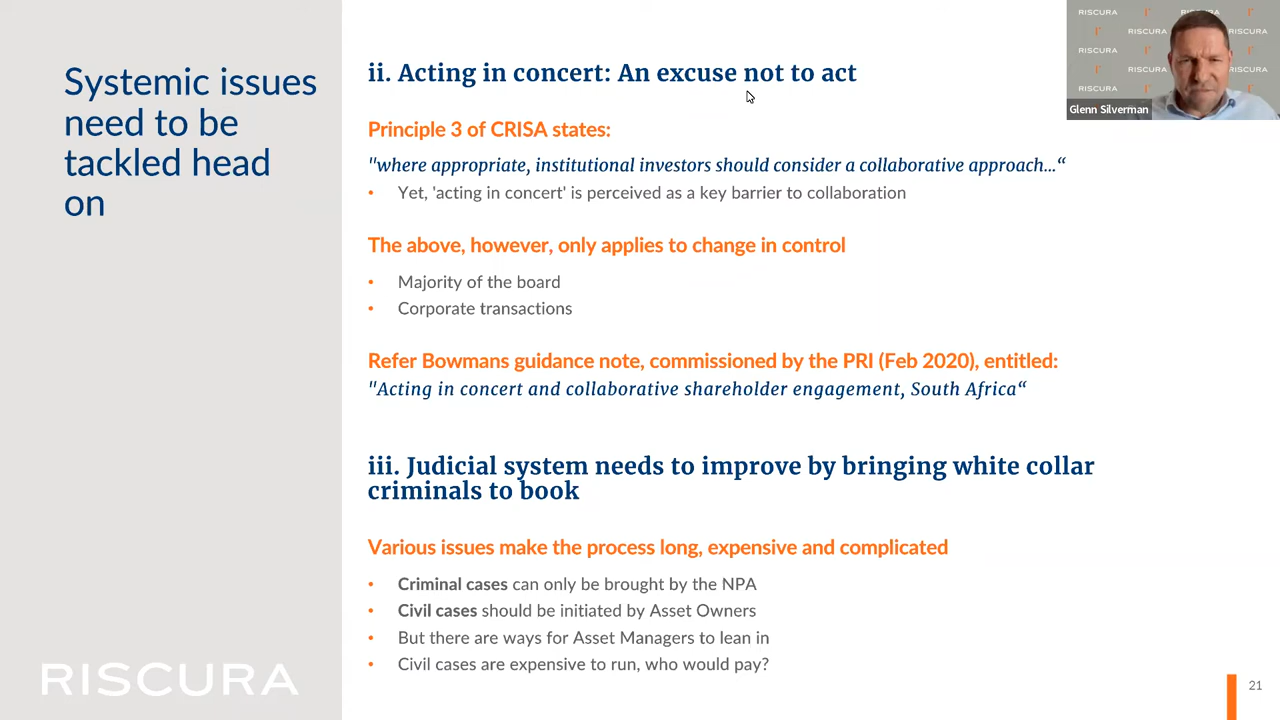 Systemic issues
need to be
tackled head
on
ii. Acting in concert: An excuse not to act
Principle 3 of CRISA states:
"where appropriate, institutional investors should consider a collaborative approach...“
• Yet, 'acting in concert' is perceived as a key barrier to collaboration
The above, however, only applies to change in control
• Majority of the board
• Corporate transactions
Refer Bowmans guidance note, commissioned by the PRI (Feb 2020), entitled:
"Acting in concert and collaborative shareholder engagement, South Africa“
iii. Judicial system needs to improve by bringing white collar
criminals to book
Various issues make the process long, expensive and complicated
• Criminal cases can only be brought by the NPA
• Civil cases should be initiated by Asset Owners
• But there are ways for Asset Managers to lean in
• Civil cases are expensive to run, who would pay?
RISCURA
21
RISCURA
RISCURA
RISCURA
RISCURA
RISCURA
RISCURA
RISCURA
Glenn Silverman